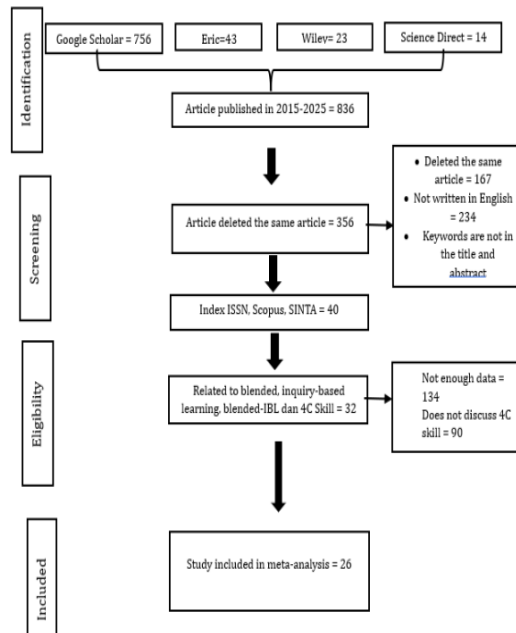 Identification
Google Scholar = 756
Eric=43
Wiley= 23
Science Direct = 14
Article published in 2015-2025 = 836
Screening
Article deleted the same article = 356
• Deleted the same
article = 167
• Not written in English
= 234
• Keywords are not in
the title and
abstract
Index ISSN, Scopus, SINTA = 40
Eligibility
Related to blended, inquiry-based
learning, blended-IBL dan 4C Skill = 32
Not enough data =
134
Does not discuss 4C
skill = 90
Included
Study included in meta-analysis = 26